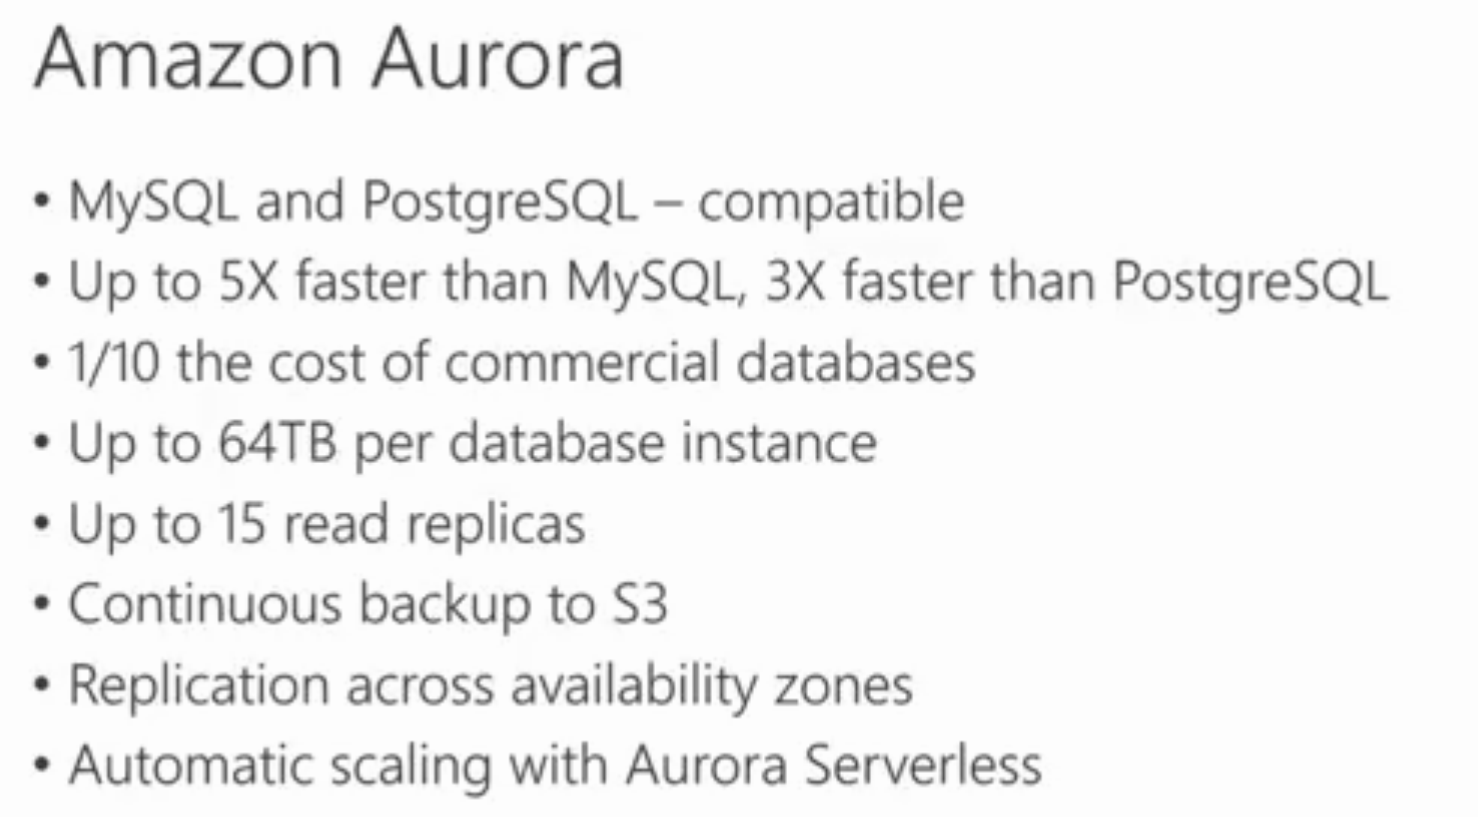 Amazon Aurora
• MySQL and PostgreSQL – compatible
• Up to 5X faster than MySQL, 3X faster than PostgreSQL
• 1/10 the cost of commercial databases
• Up to 64TB per database instance
• Up to 15 read replicas
• Continuous backup to S3
• Replication across availability zones
• Automatic scaling with Aurora Serverless